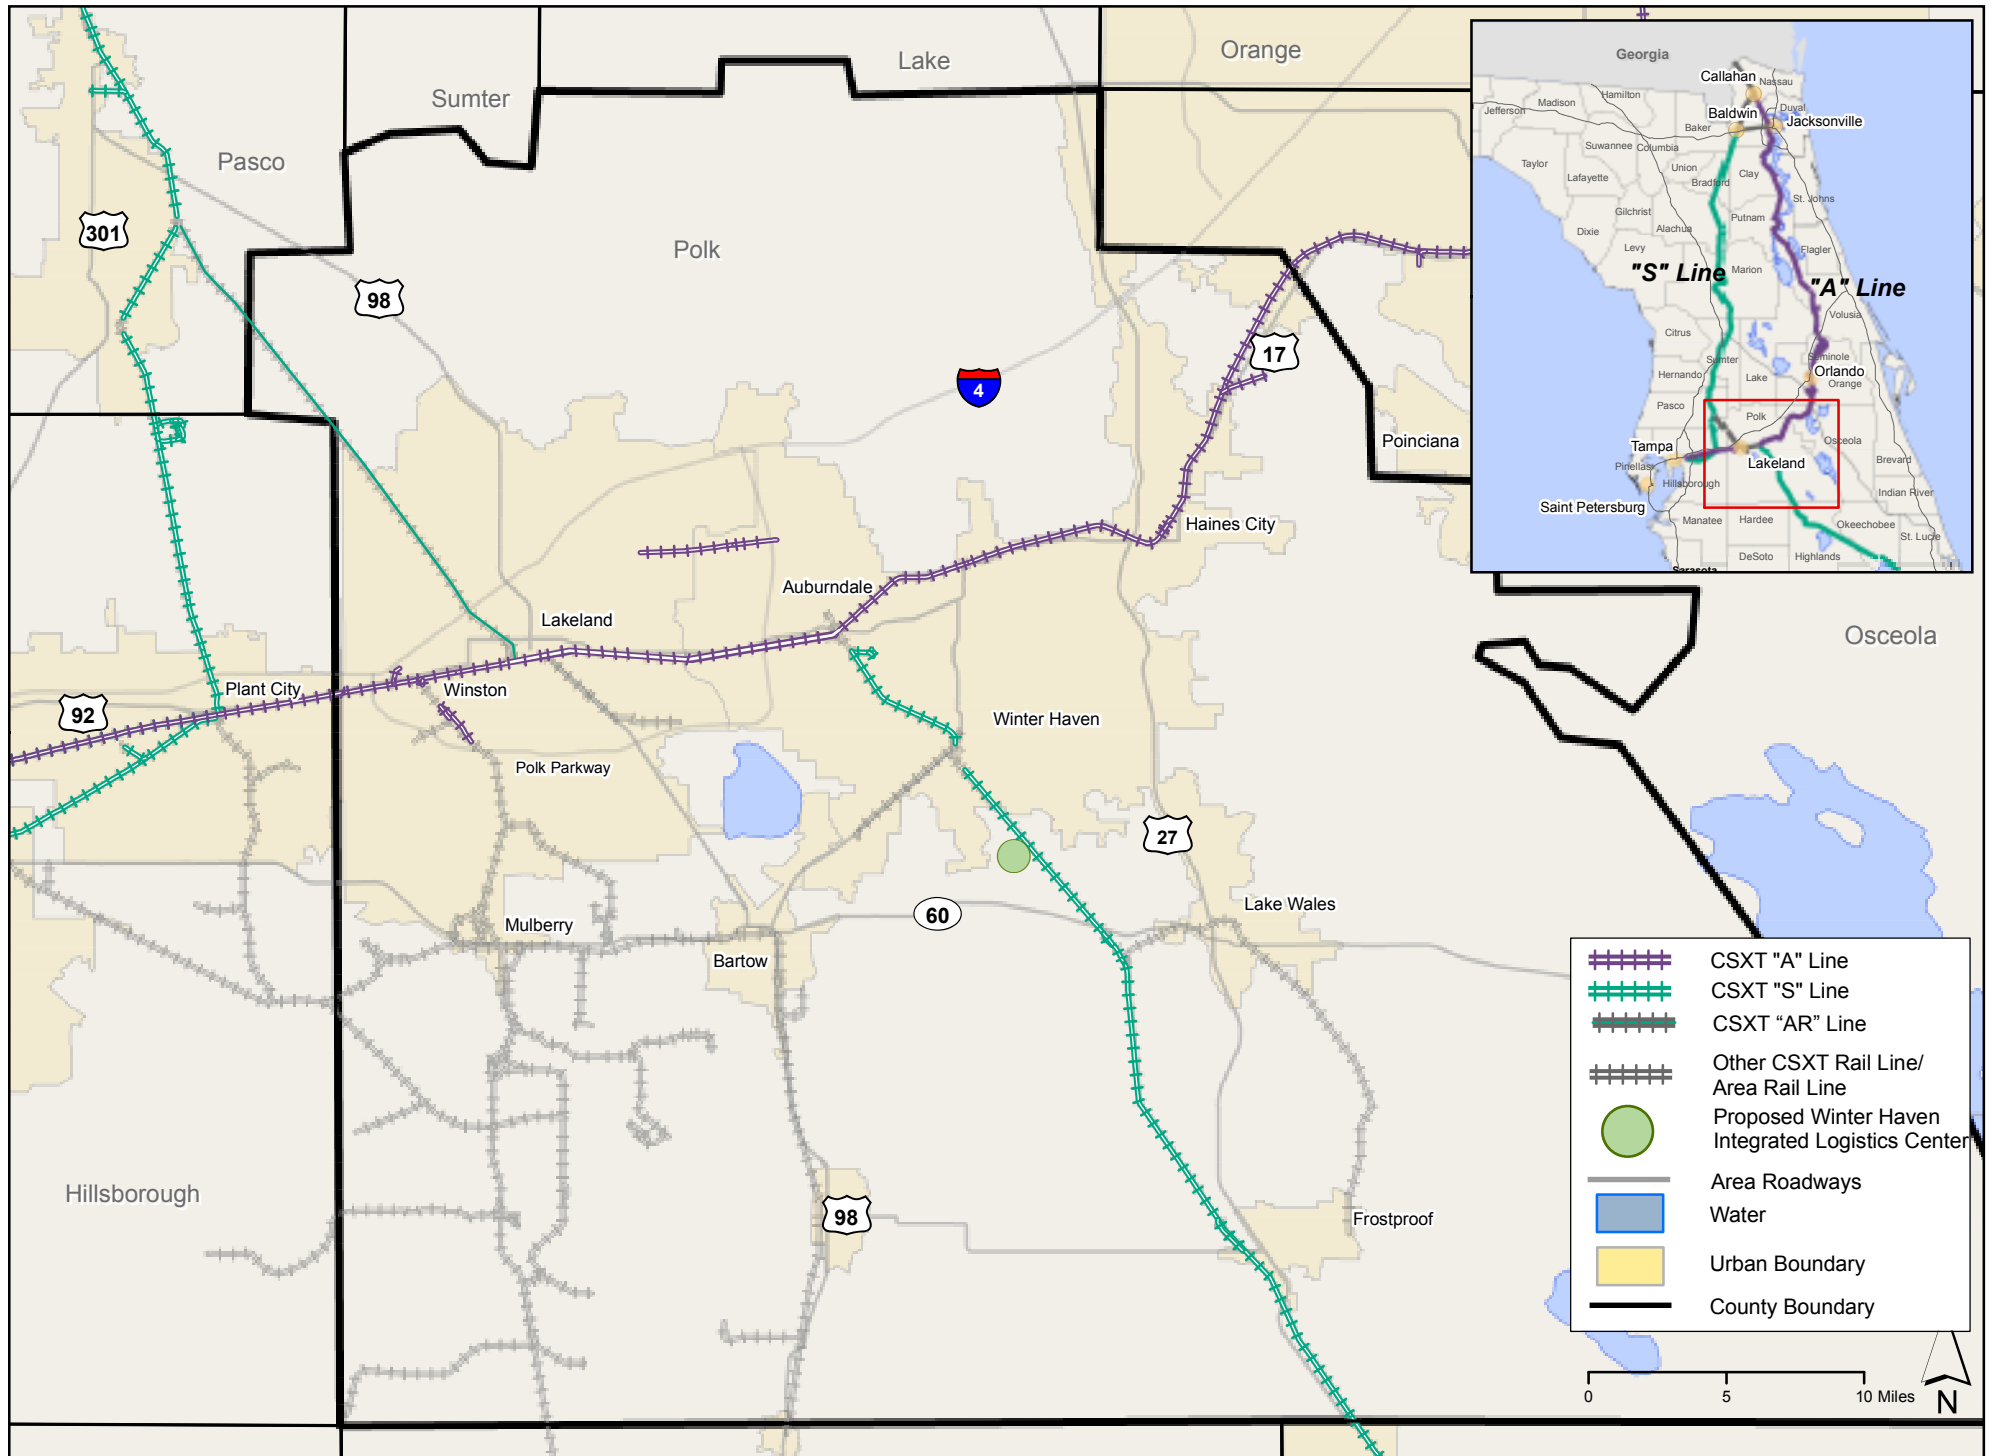 Lake
Orange
Sumter
Pasco
Polk
301
98
17
4
Poinciana
Haines City
Auburndale
Lakeland
Osceola
Plant City
Winston
92
Winter Haven
Polk Parkway
27
60
Lake Wales
Mulberry
Bartow
Hillsborough
98
Frostproof
Georgia
Callahan
Nassau
Hamilton
Madison
Jefferson
Baldwin
Duval
Jacksonville
Baker
Suwannee
Columbia
Taylor
Union
Lafayette
Bradford
Clay
St. Johns
Gilchrist
Putnam
Dixie
Alachua
Levy
Flagler
"S" Line
Marion
"A" Line
Volusia
Citrus
Sumter
Seminole
Hernando
Lake
Orlando
Orange
Pasco
Polk
Tampa
Osceola
Lakeland
Brevard
Pinellas
Hillsborough
Indian River
Saint Petersburg
Manatee
Hardee
Okeechobee
St. Lucie
DeSoto
Highlands
Sarasota
CSXT "A" Line
CSXT "S" Line
CSXT “AR” Line
Other CSXT Rail Line/
Area Rail Line
Proposed Winter Haven
Integrated Logistics Center
Area Roadways
Water
Urban Boundary
County Boundary
0 5 10 Miles
N